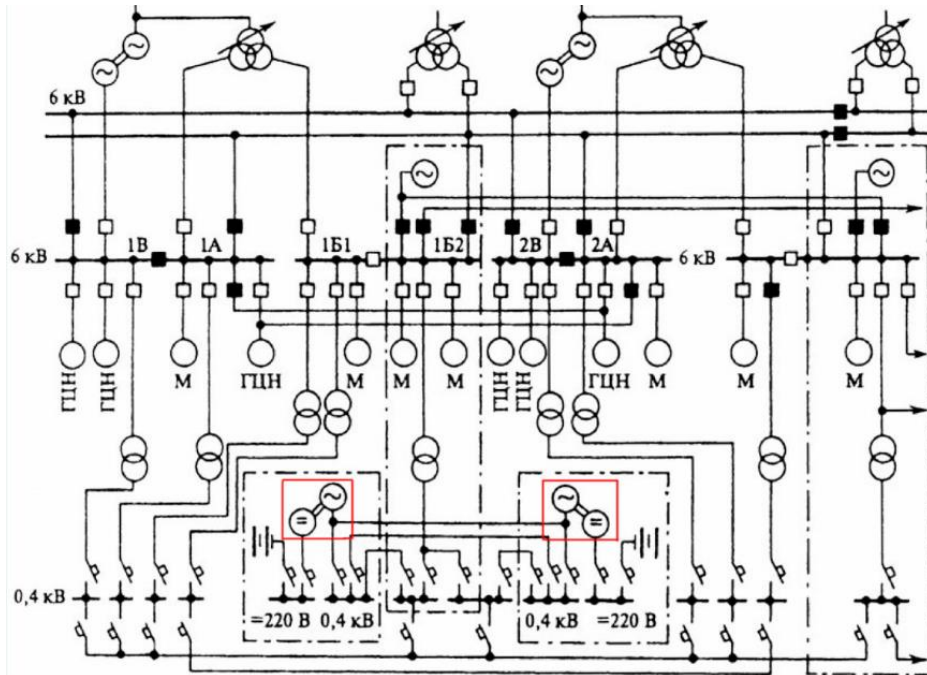 6 кВ
6 кВ 1В 1А 1Б1 1Б2 2В 2А 6 кВ
ГЦН ГЦН М ГЦН М М М ГЦН ГЦН ГЦН М М М
=220 В 0,4 кВ 0,4 кВ =220 В
0,4 кВ